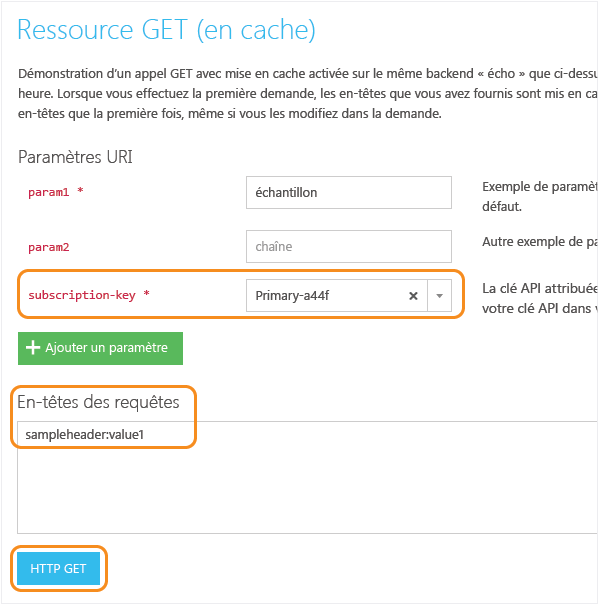 Ressource GET (en cache)
Démonstration d'un appel GET avec mise en cache activée sur le même backend « écho » que ci-dessu
heure. Lorsque vous effectuez la première demande, les en-têtes que vous avez fournis sont mis en ca
en-têtes que la première fois, même si vous les modifiez dans la demande.
Paramètres URI
param1 * échantillon Exemple de paramèt
défaut.
param2 chaîne Autre exemple de pa
subscription-key * Primary-a44f La clé API attribuée
votre clé API dans v
Ajouter un paramètre
En-têtes des requêtes
sampleheader:value1
HTTP GET